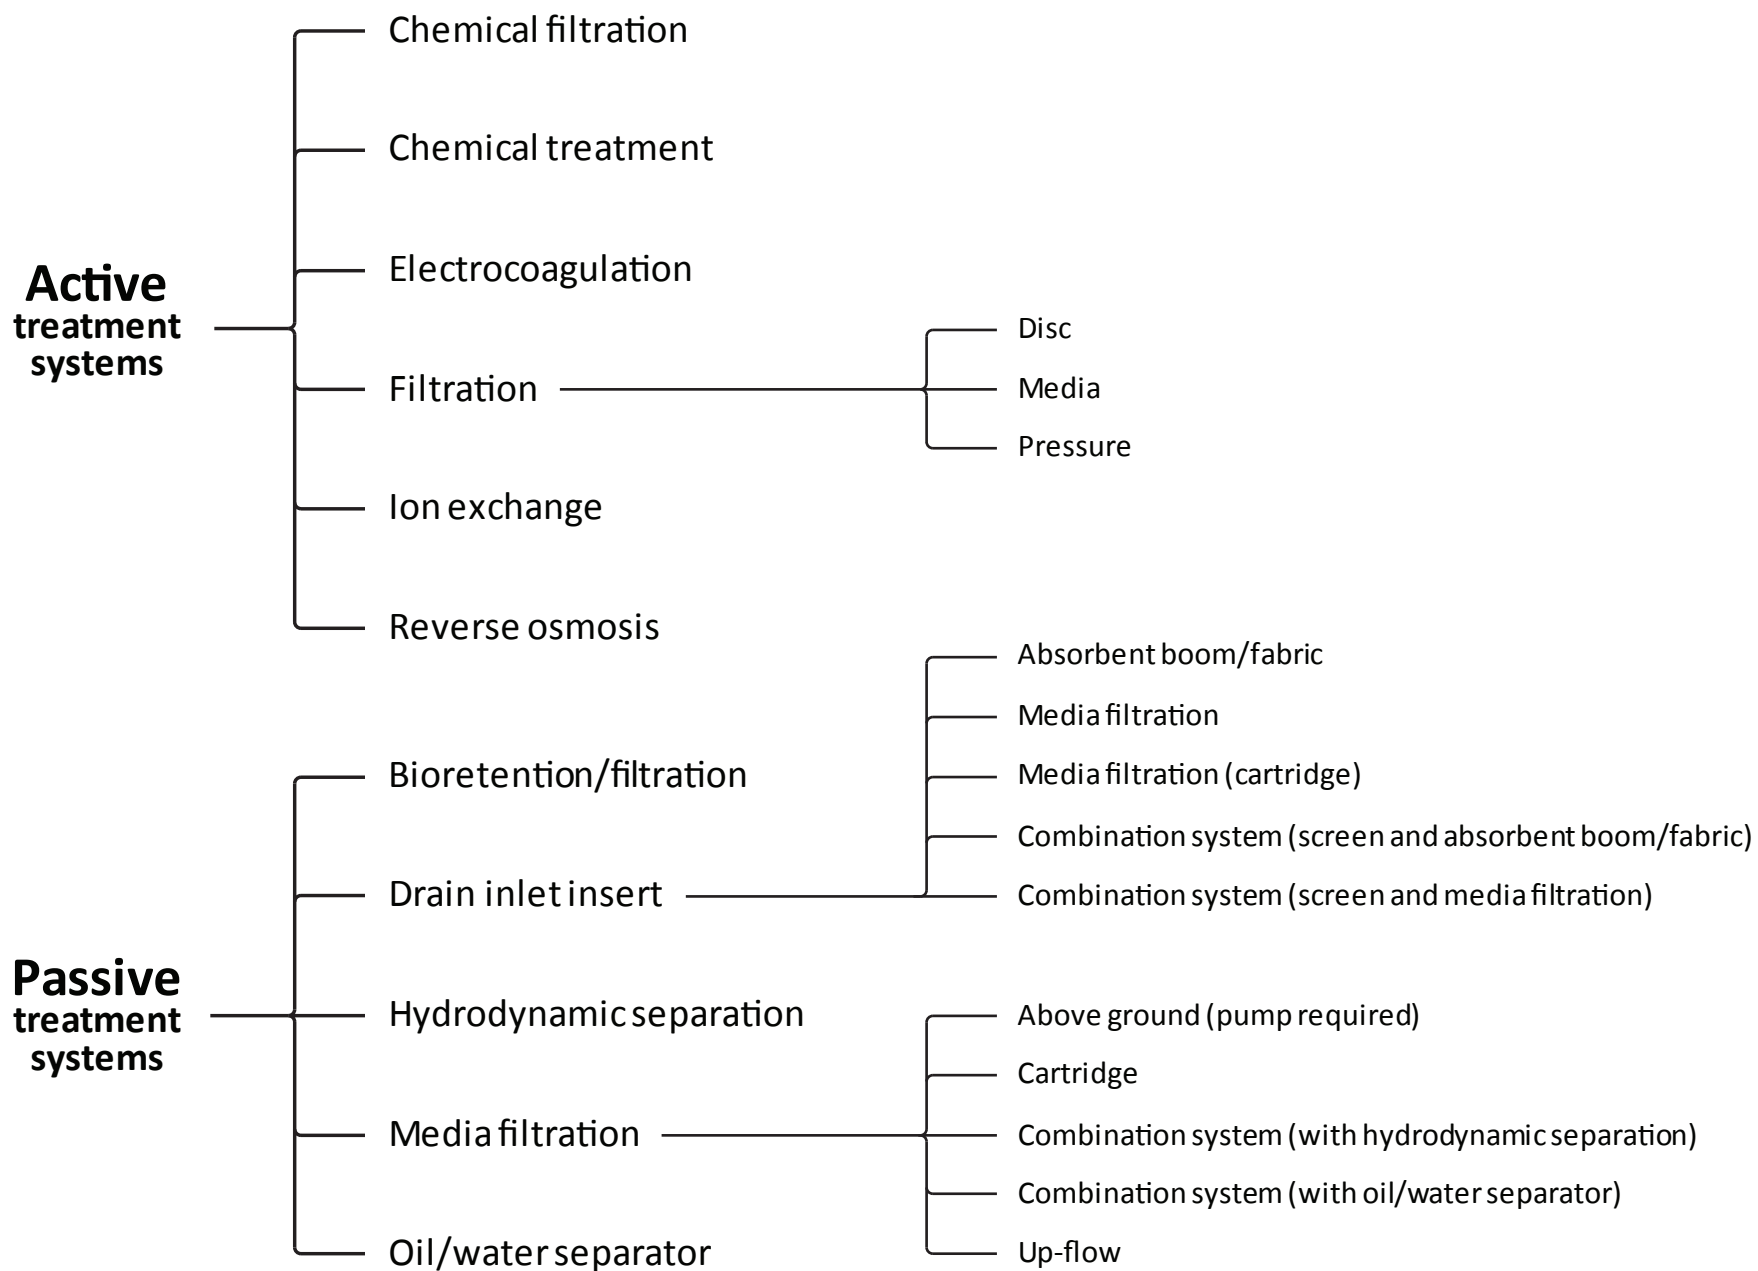 Active
treatment
systems
Chemical filtration
Chemical treatment
Electrocoagulation
Filtration
Disc
Media
Pressure
Ion exchange
Reverse osmosis
Passive
treatment
systems
Bioretention/filtration
Drain inlet insert
Absorbent boom/fabric
Media filtration
Media filtration (cartridge)
Combination system (screen and absorbent boom/fabric)
Combination system (screen and media filtration)
Hydrodynamic separation
Media filtration
Above ground (pump required)
Cartridge
Combination system (with hydrodynamic separation)
Combination system (with oil/water separator)
Up-flow
Oil/water separator